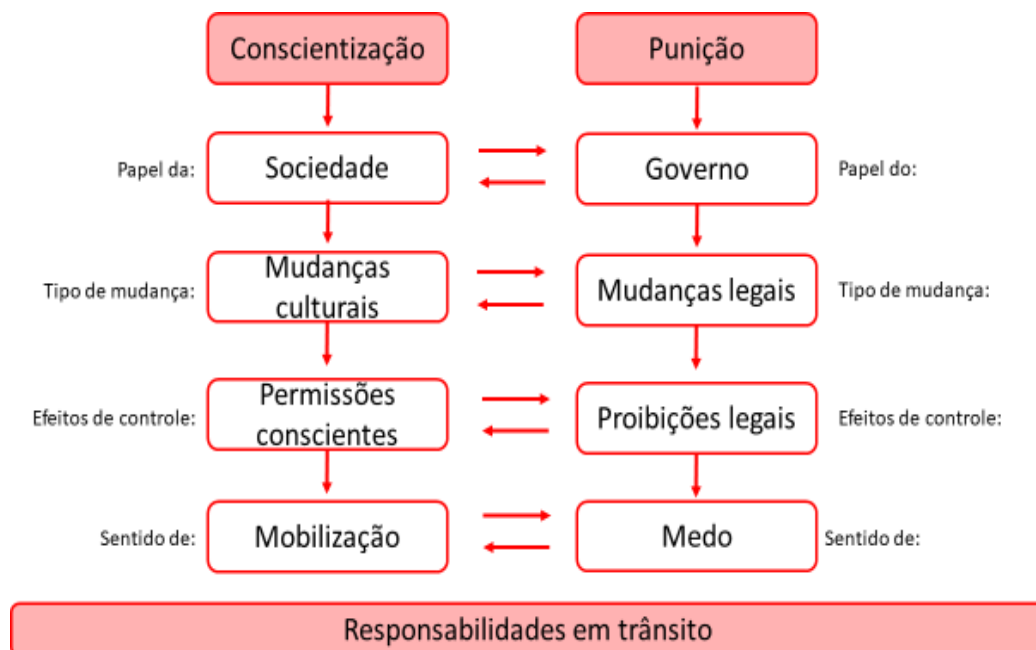 Conscientização
Punição
Papel da:
Sociedade
Governo
Papel do:
Tipo de mudança:
Mudanças
culturais
Mudanças legais
Tipo de mudança:
Efeitos de controle:
Permissões
conscientes
Proibições legais
Efeitos de controle:
Sentido de:
Mobilização
Medo
Sentido de:
Responsabilidades em trânsito